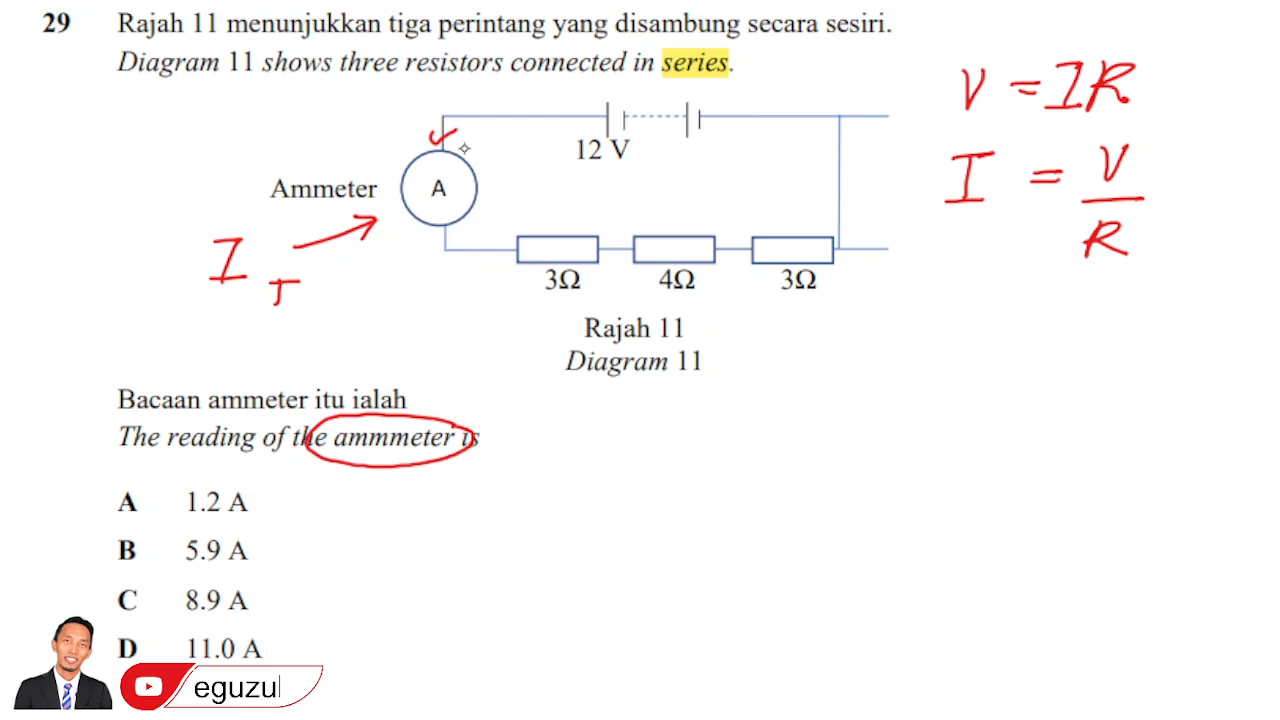 29 Rajah 11 menunjukkan tiga perintang yang disambung secara sesiri.
Diagram 11 shows three resistors connected in series.
V = IR
12 V
I = V/R
Ammeter
A
I T
3Ω 4Ω 3Ω
Rajah 11
Diagram 11
Bacaan ammeter itu ialah
The reading of the ammmeter is
A 1.2 A
B 5.9 A
C 8.9 A
D 11.0 A
eguzul